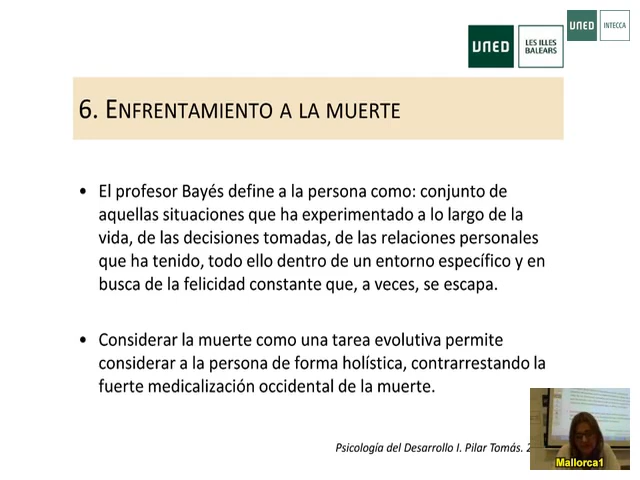 UNED
INTECCA
UNED
LES ILLES
BALEARS
6. ENFRENTAMIENTO A LA MUERTE
• El profesor Bayés define a la persona como: conjunto de
aquellas situaciones que ha experimentado a lo largo de la
vida, de las decisiones tomadas, de las relaciones personales
que ha tenido, todo ello dentro de un entorno específico y en
busca de la felicidad constante que, a veces, se escapa.
• Considerar la muerte como una tarea evolutiva permite
considerar a la persona de forma holística, contrarrestando la
fuerte medicalización occidental de la muerte.
Psicología del Desarrollo I. Pilar Tomás. 2
Mallorca1